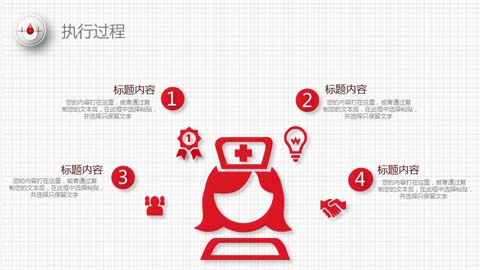 执行过程
标题内容
您的内容打在这里，或者通过复
制您的文本后，在此框中选择粘贴，
并选择只保留文字
1
2
标题内容
您的内容打在这里，或者通过复
制您的文本后，在此框中选择粘贴，
并选择只保留文字
1
标题内容
您的内容打在这里，或者通过复
制您的文本后，在此框中选择粘贴，
并选择只保留文字
3
4
标题内容
您的内容打在这里，或者通过复
制您的文本后，在此框中选择粘贴，
并选择只保留文字